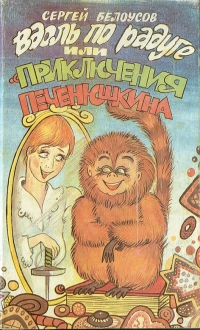 СЕРГЕЙ БЕЛОУСОВ
ВДОЛЬ ПО РАДУГЕ
ИЛИ
ПРИКЛЮЧЕНИЯ
ПЕЧЕНЮШКИНА